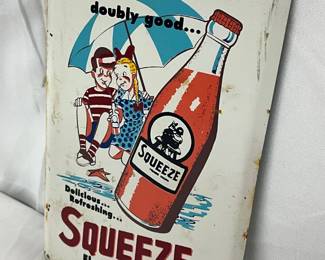 doubly good...
SQUEEZE
Delicious...
Refreshing...
SQUEEZE